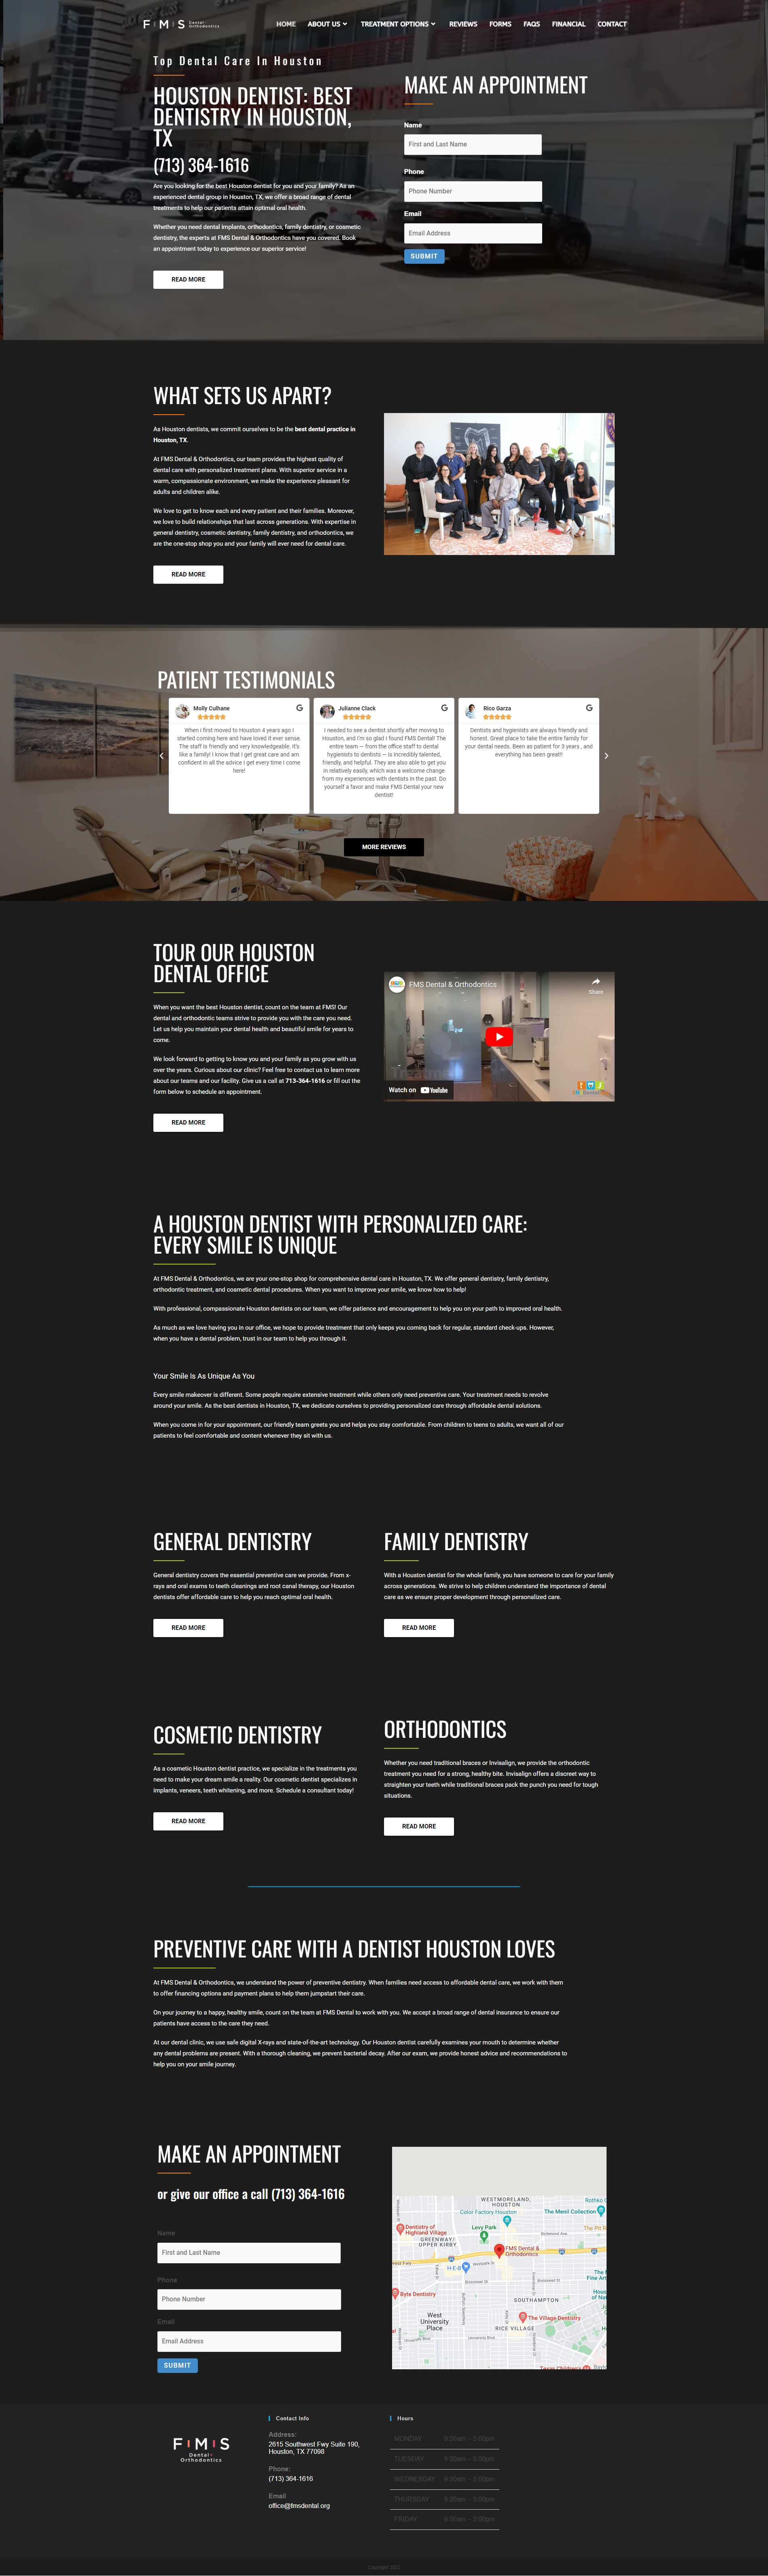 FMS Dental + Orthodontics
HOME ABOUT US TREATMENT OPTIONS REVIEWS FORMS FAQS FINANCIAL CONTACT
Top Dental Care In Houston
HOUSTON DENTIST: BEST
DENTISTRY IN HOUSTON,
TX
(713) 364-1616
Are you looking for the best Houston dentist for you and your family? As an
experienced dental group in Houston, TX, we offer a broad range of dental
treatments to help our patients attain optimal oral health.
Whether you need dental implants, orthodontics, family dentistry, or cosmetic
dentistry, the experts at FMS Dental & Orthodontics have you covered. Book
an appointment today to experience our superior service!
READ MORE
MAKE AN APPOINTMENT
Name
First and Last Name
Phone
Phone Number
Email
Email Address
SUBMIT
WHAT SETS US APART?
As Houston dentists, we commit ourselves to be the best dental practice in
Houston, TX.
At FMS Dental & Orthodontics, our team provides the highest quality of
dental care with personalized treatment plans. With superior service in a
warm, compassionate environment, we make the experience pleasant for
adults and children alike.
We love to get to know each and every patient and their families. Moreover,
we love to build relationships that last across generations. With expertise in
general dentistry, cosmetic dentistry, family dentistry, and orthodontics, we
are the one-stop shop you and your family will ever need for dental care.
READ MORE
PATIENT TESTIMONIALS
Molly Culhane
When I first moved to Houston 4 years ago I
started coming here and have loved it ever sense.
The staff is friendly and very knowledgeable. It's
like a family! I know that I get great care and am
confident in all the advice I get every time I come
here!
Julianne Clack
I needed to see a dentist shortly after moving to
Houston, and I'm so glad I found FMS Dental! The
entire team — from the office staff to dental
hygienists to dentists — is incredibly talented,
friendly, and helpful. They are also able to get you
in relatively easily, which was a welcome change
from my experiences with dentists in the past. Do
yourself a favor and make FMS Dental your new
dentist!
Rico Garza
Dentists and hygienists are always friendly and
honest. Great place to take the entire family for
your dental needs. Been as patient for 3 years , and
everything has been great!!
MORE REVIEWS
TOUR OUR HOUSTON
DENTAL OFFICE
When you want the best Houston dentist, count on the team at FMS! Our
dental and orthodontic teams strive to provide you with the care you need.
Let us help you maintain your dental health and beautiful smile for years to
come.
We look forward to getting to know you and your family as you grow with us
over the years. Curious about our clinic? Feel free to contact us to learn more
about our teams and our facility. Give us a call at 713-364-1616 or fill out the
form below to schedule an appointment.
READ MORE
FMS Dental & Orthodontics
Share
Watch on YouTube
A HOUSTON DENTIST WITH PERSONALIZED CARE:
EVERY SMILE IS UNIQUE
At FMS Dental & Orthodontics, we are your one-stop shop for comprehensive dental care in Houston, TX. We offer general dentistry, family dentistry,
orthodontic treatment, and cosmetic dental procedures. When you want to improve your smile, we know how to help!
With professional, compassionate Houston dentists on our team, we offer patience and encouragement to help you on your path to improved oral health.
As much as we love having you in our office, we hope to provide treatment that only keeps you coming back for regular, standard check-ups. However,
when you have a dental problem, trust in our team to help you through it.
Your Smile Is As Unique As You
Every smile makeover is different. Some people require extensive treatment while others only need preventive care. Your treatment needs to revolve
around your smile. As the best dentists in Houston, TX, we dedicate ourselves to providing personalized care through affordable dental solutions.
When you come in for your appointment, our friendly team greets you and helps you stay comfortable. From children to teens to adults, we want all of our
patients to feel comfortable and content whenever they sit with us.
GENERAL DENTISTRY
General dentistry covers the essential preventive care we provide. From x-
rays and oral exams to teeth cleanings and root canal therapy, our Houston
dentists offer affordable care to help you reach optimal oral health.
READ MORE
FAMILY DENTISTRY
With a Houston dentist for the whole family, you have someone to care for your family
across generations. We strive to help children understand the importance of dental
care as we ensure proper development through personalized care.
READ MORE
COSMETIC DENTISTRY
As a cosmetic Houston dentist practice, we specialize in the treatments you
need to make your dream smile a reality. Our cosmetic dentist specializes in
implants, veneers, teeth whitening, and more. Schedule a consultant today!
READ MORE
ORTHODONTICS
Whether you need traditional braces or Invisalign, we provide the orthodontic
treatment you need for a strong, healthy bite. Invisalign offers a discreet way to
straighten your teeth while traditional braces pack the punch you need for tough
situations.
READ MORE
PREVENTIVE CARE WITH A DENTIST HOUSTON LOVES
At FMS Dental & Orthodontics, we understand the power of preventive dentistry. When families need access to affordable dental care, we work with them
to offer financing options and payment plans to help them jumpstart their care.
On your journey to a happy, healthy smile, count on the team at FMS Dental to work with you. We accept a broad range of dental insurance to ensure our
patients have access to the care they need.
At our dental clinic, we use safe digital X-rays and state-of-the-art technology. Our Houston dentist carefully examines your mouth to determine whether
any dental problems are present. With a thorough cleaning, we prevent bacterial decay. After our exam, we provide honest advice and recommendations to
help you on your smile journey.
MAKE AN APPOINTMENT
or give our office a call (713) 364-1616
Name
First and Last Name
Phone
Phone Number
Email
Email Address
SUBMIT
WESTMORELAND,
HOUSTON
Color Factory Houston
The Menil Collection
Dentistry of
Highland Village
Levy Park
GREENWAY/
UPPER KIRBY
FMS Dental &
Orthodontics
H-E-B
Byte Dentistry
SOUTHAMPTON
West
University
Place
The Village Dentistry
RICE VILLAGE
FMS
Dental +
Orthodontics
Contact Info
Address:
2615 Southwest Fwy Suite 190,
Houston, TX 77098
Phone:
(713) 364-1616
Email
office@fmsdental.org
Hours
MONDAY
TUESDAY
WEDNESDAY
THURSDAY
FRIDAY